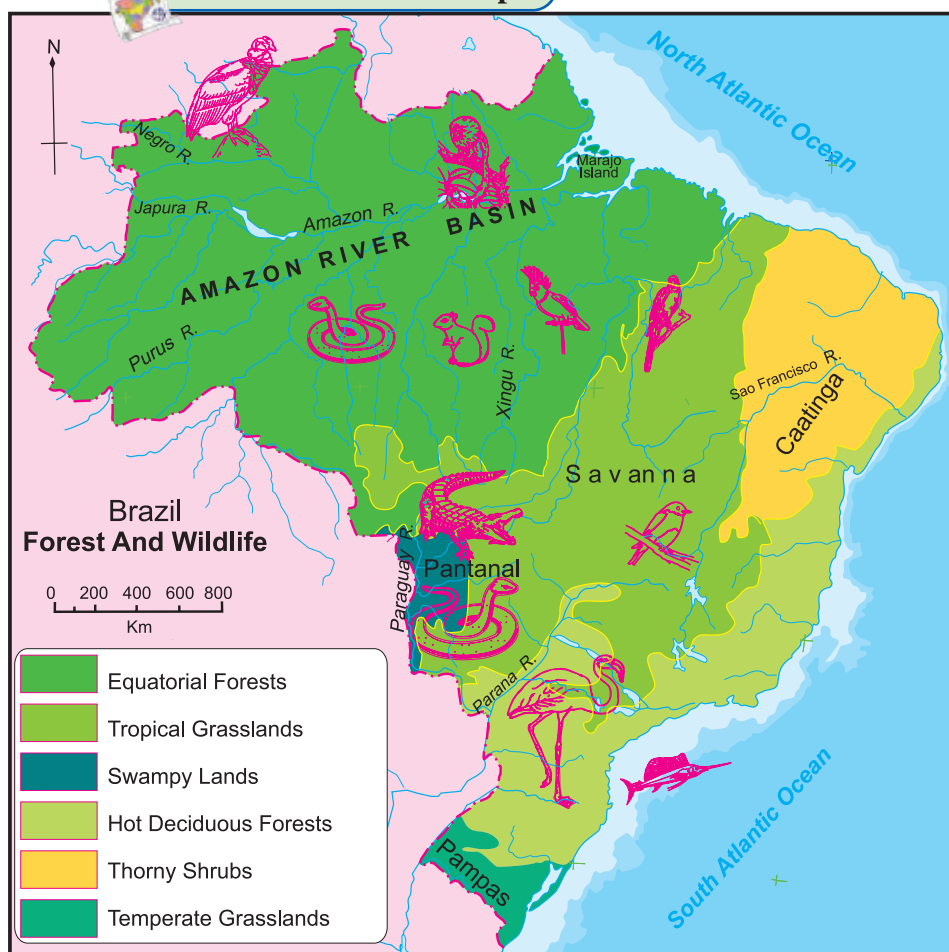 N
North Atlantic Ocean
Negro R.
Marajo
Island
Japura R.
Amazon R.
AMAZON RIVER BASIN
Purus R.
Xingu R.
Sao Francisco R.
Caatinga
Savanna
Brazil
Forest And Wildlife
0 200 400 600 800
Km
Paraguay R.
Pantanal
Parana R.
South Atlantic Ocean
Pampas
Equatorial Forests
Tropical Grasslands
Swampy Lands
Hot Deciduous Forests
Thorny Shrubs
Temperate Grasslands